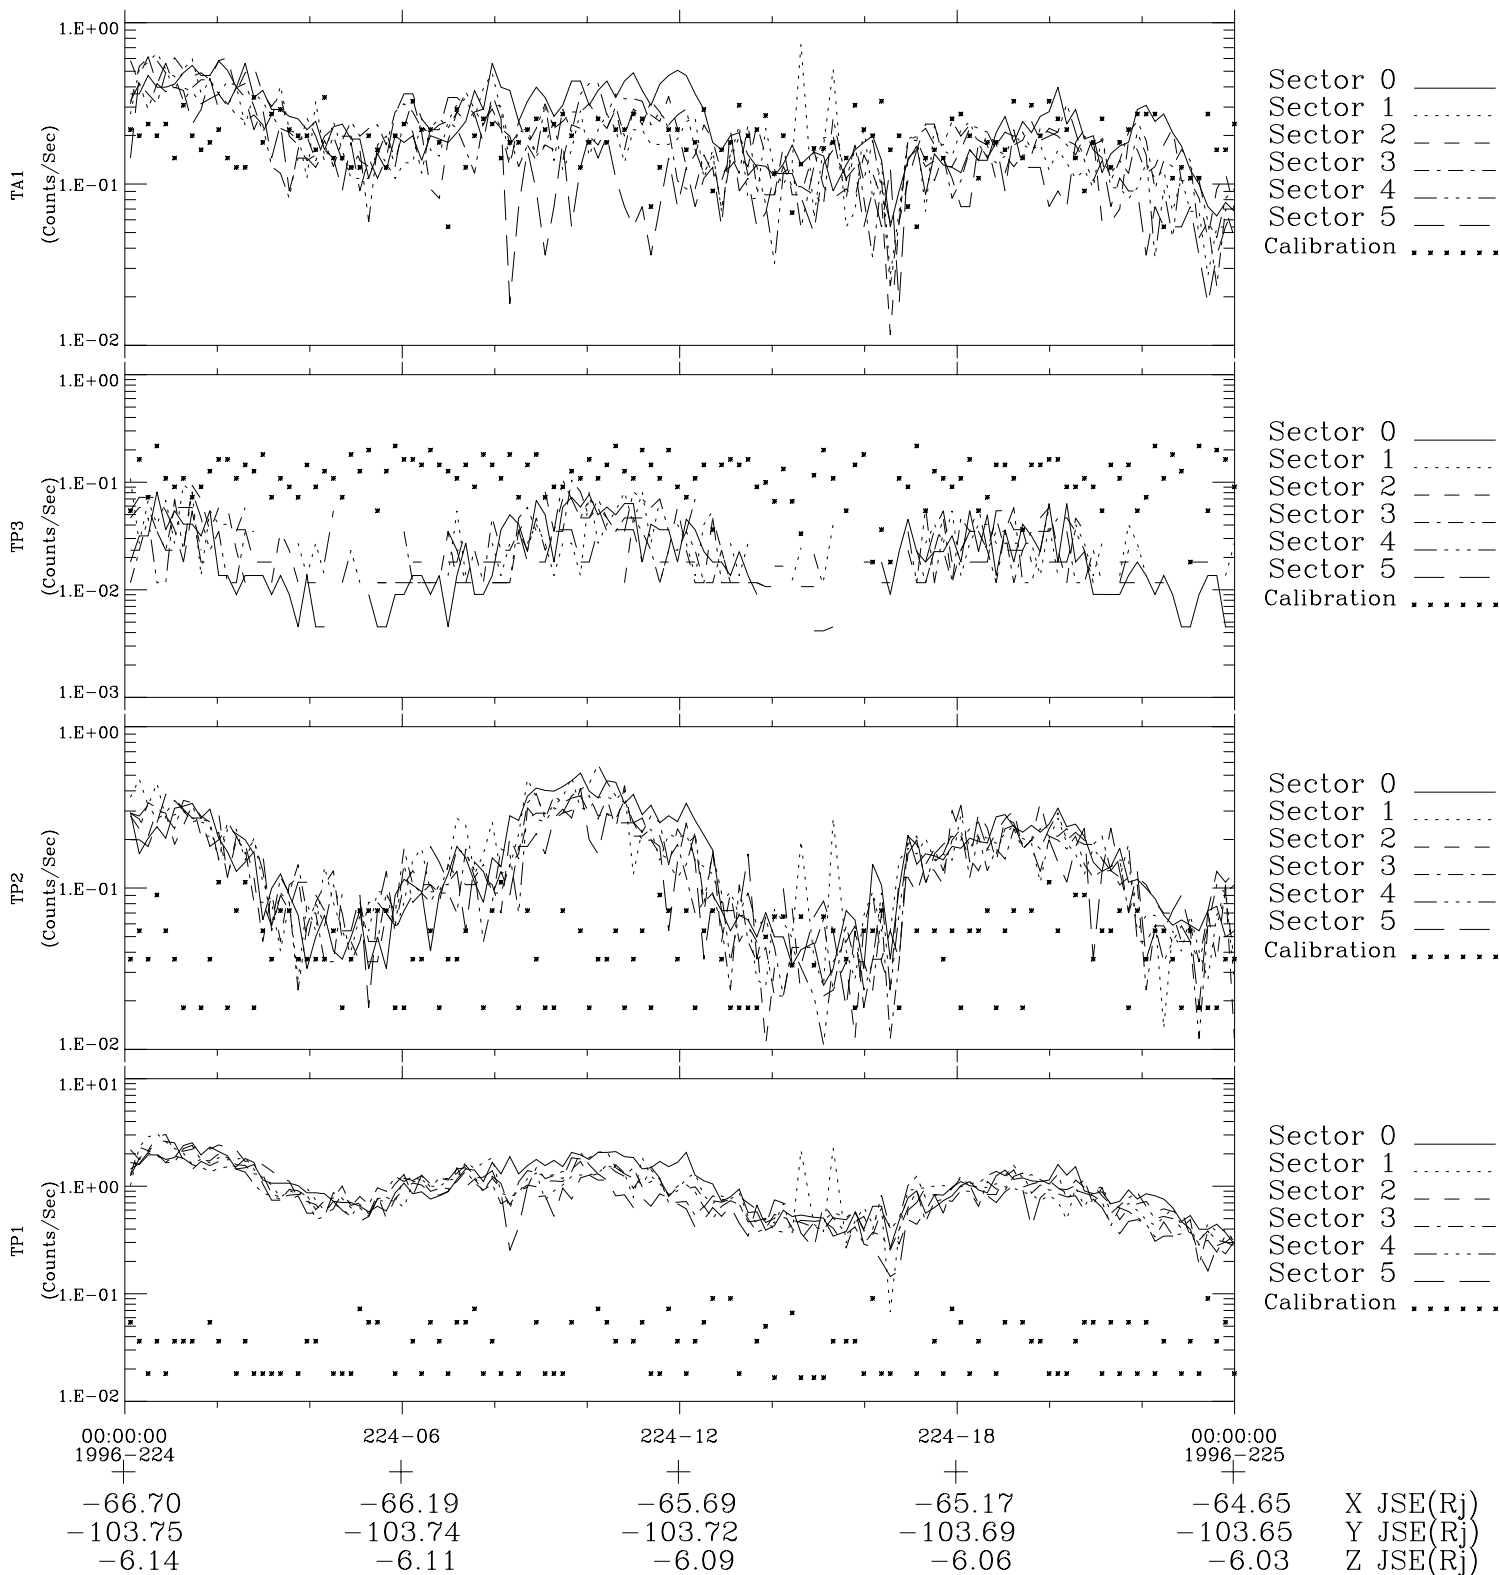 1.E+00
TA1
(Counts/Sec)
1.E-01
1.E-02
Sector 0
Sector 1
Sector 2
Sector 3
Sector 4
Sector 5
Calibration
1.E+00
1.E-01
TP3
(Counts/Sec)
1.E-02
1.E-03
Sector 0
Sector 1
Sector 2
Sector 3
Sector 4
Sector 5
Calibration
1.E+00
1.E-01
TP2
(Counts/Sec)
1.E-02
Sector 0
Sector 1
Sector 2
Sector 3
Sector 4
Sector 5
Calibration
1.E+01
1.E+00
TP1
(Counts/Sec)
1.E-01
1.E-02
Sector 0
Sector 1
Sector 2
Sector 3
Sector 4
Sector 5
Calibration
00:00:00 224-06 224-12 224-18 00:00:00
1996-224 1996-225
-66.70 -66.19 -65.69 -65.17 -64.65 X JSE(Rj)
-103.75 -103.74 -103.72 -103.69 -103.65 Y JSE(Rj)
-6.14 -6.11 -6.09 -6.06 -6.03 Z JSE(Rj)